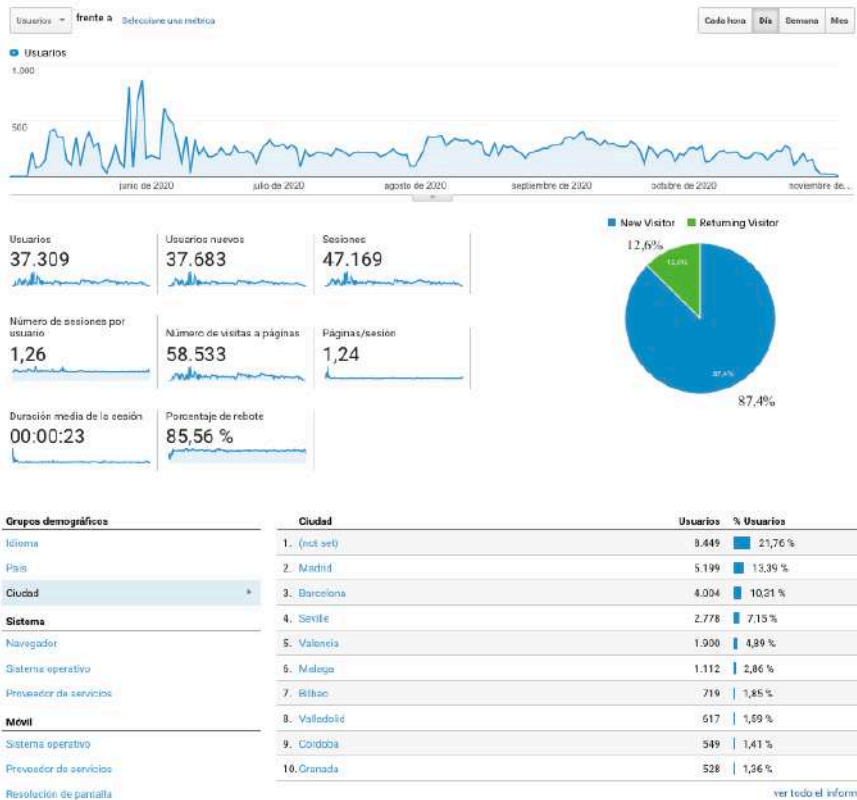 Usuarios frente a Seleccione una métrica
Cada hora Día Semana Mes
Usuarios
1.000
500
junio de 2020 julio de 2020 agosto de 2020 septiembre de 2020 octubre de 2020 noviembre de...
New Visitor Returning Visitor
12,6%
12,6%
87,4%
87,4%
Usuarios
37.309
Usuarios nuevos
37.683
Sesiones
47.169
Número de sesiones por
usuario
1,26
Número de visitas a páginas
58.533
Páginas/sesión
1,24
Duración media de la sesión
00:00:23
Porcentaje de rebote
85,56 %
Grupos demográficos
Idioma
País
Ciudad
Sistema
Navegador
Sistema operativo
Proveedor de servicios
Móvil
Sistema operativo
Proveedor de servicios
Resolución de pantalla
Ciudad Usuarios % Usuarios
1. (not set) 8.449 21,76 %
2. Madrid 5.199 13,39 %
3. Barcelona 4.004 10,31 %
4. Seville 2.778 7,15 %
5. Valencia 1.900 4,89 %
6. Malaga 1.112 2,86 %
7. Bilbao 719 1,85 %
8. Valladolid 617 1,59 %
9. Cordoba 549 1,41 %
10. Granada 528 1,36 %
ver todo el inform